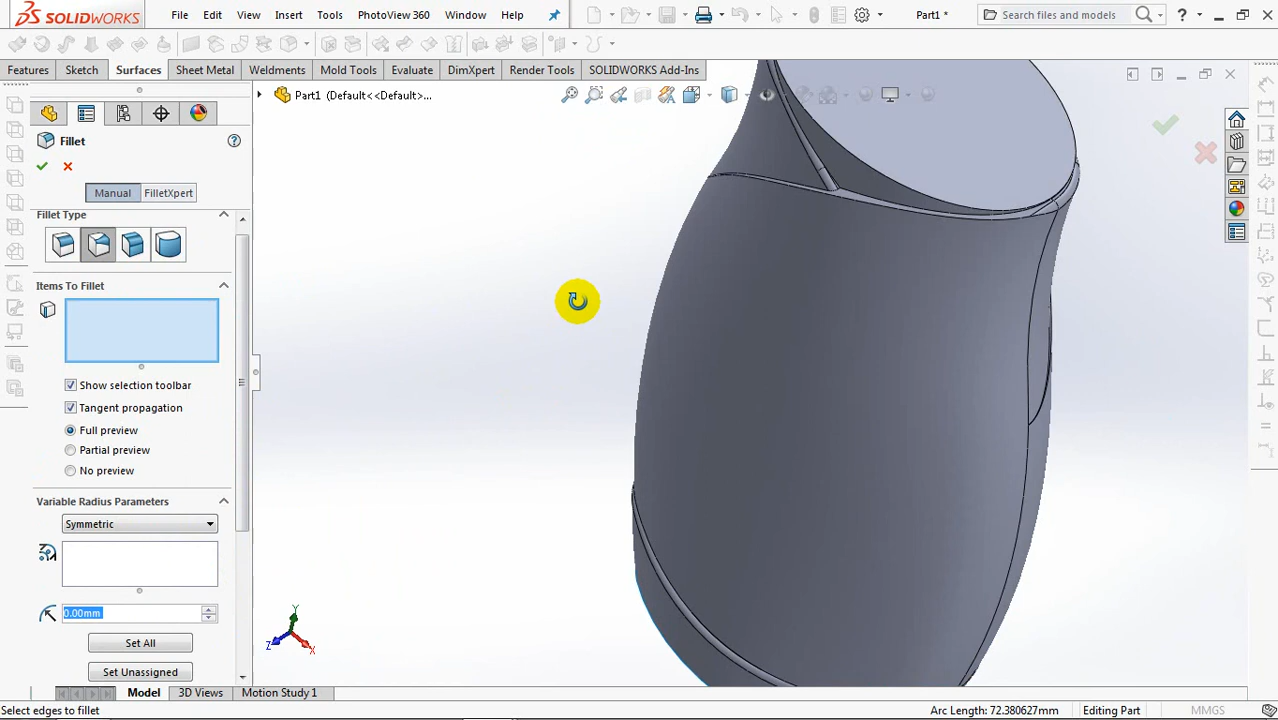 SOLIDWORKS File Edit View Insert Tools PhotoView 360 Window Help Part1 * Search files and models ?
Features Sketch Surfaces Sheet Metal Weldments Mold Tools Evaluate DimXpert Render Tools SOLIDWORKS Add-Ins
Part1 (Default<<Default>...
Fillet ?
Manual FilletXpert
Fillet Type
Items To Fillet
Show selection toolbar
Tangent propagation
Full preview
Partial preview
No preview
Variable Radius Parameters
Symmetric
0.00mm
Set All
Set Unassigned
Y
Z
X
Model 3D Views Motion Study 1
Select edges to fillet Arc Length: 72.380627mm Editing Part MMGS